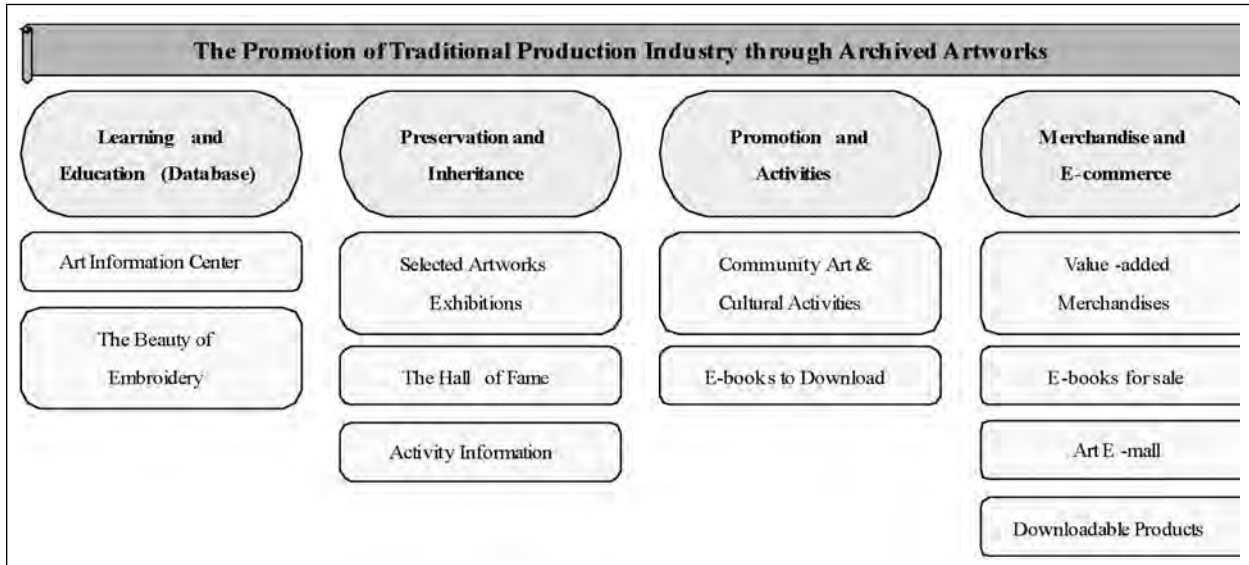 The Promotion of Traditional Production Industry through Archived Artworks
Learning and
Education (Database)
Art Information Center
The Beauty of
Embroidery
Preservation and
Inheritance
Selected Artworks
Exhibitions
The Hall of Fame
Activity Information
Promotion and
Activities
Community Art &
Cultural Activities
E-books to Download
Merchandise and
E-commerce
Value -added
Merchandises
E-books for sale
Art E -mall
Downloadable Products